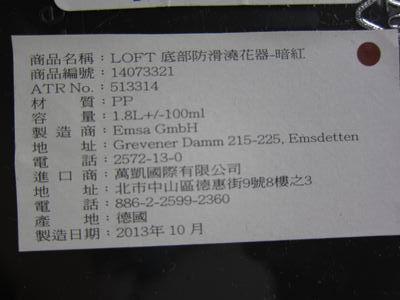 商品名稱：LOFT 底部防滑澆花器-暗紅
商品編號：14073321
ATR No.：513314
材　　質：PP
容　　量：1.8L+/-100ml
製 造 商：Emsa GmbH
地　　址：Grevener Damm 215-225, Emsdetten
電　　話：2572-13-0
進 口 商：萬凱國際有限公司
地　　址：北市中山區德惠街9號8樓之3
電　　話：886-2-2599-2360
產　　地：德國
製造日期：2013年 10 月